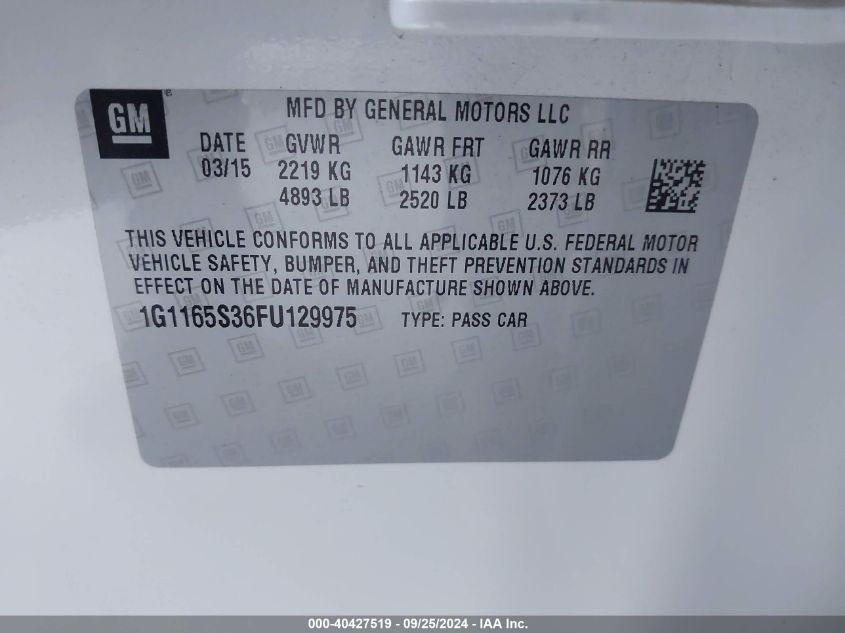 GM
MFD BY GENERAL MOTORS LLC
DATE GVWR GAWR FRT GAWR RR
03/15 2219 KG 1143 KG 1076 KG
4893 LB 2520 LB 2373 LB
THIS VEHICLE CONFORMS TO ALL APPLICABLE U.S. FEDERAL MOTOR
VEHICLE SAFETY, BUMPER, AND THEFT PREVENTION STANDARDS IN
EFFECT ON THE DATE OF MANUFACTURE SHOWN ABOVE.
1G1165S36FU129975 TYPE: PASS CAR
000-40427519 - 09/25/2024 - IAA Inc.